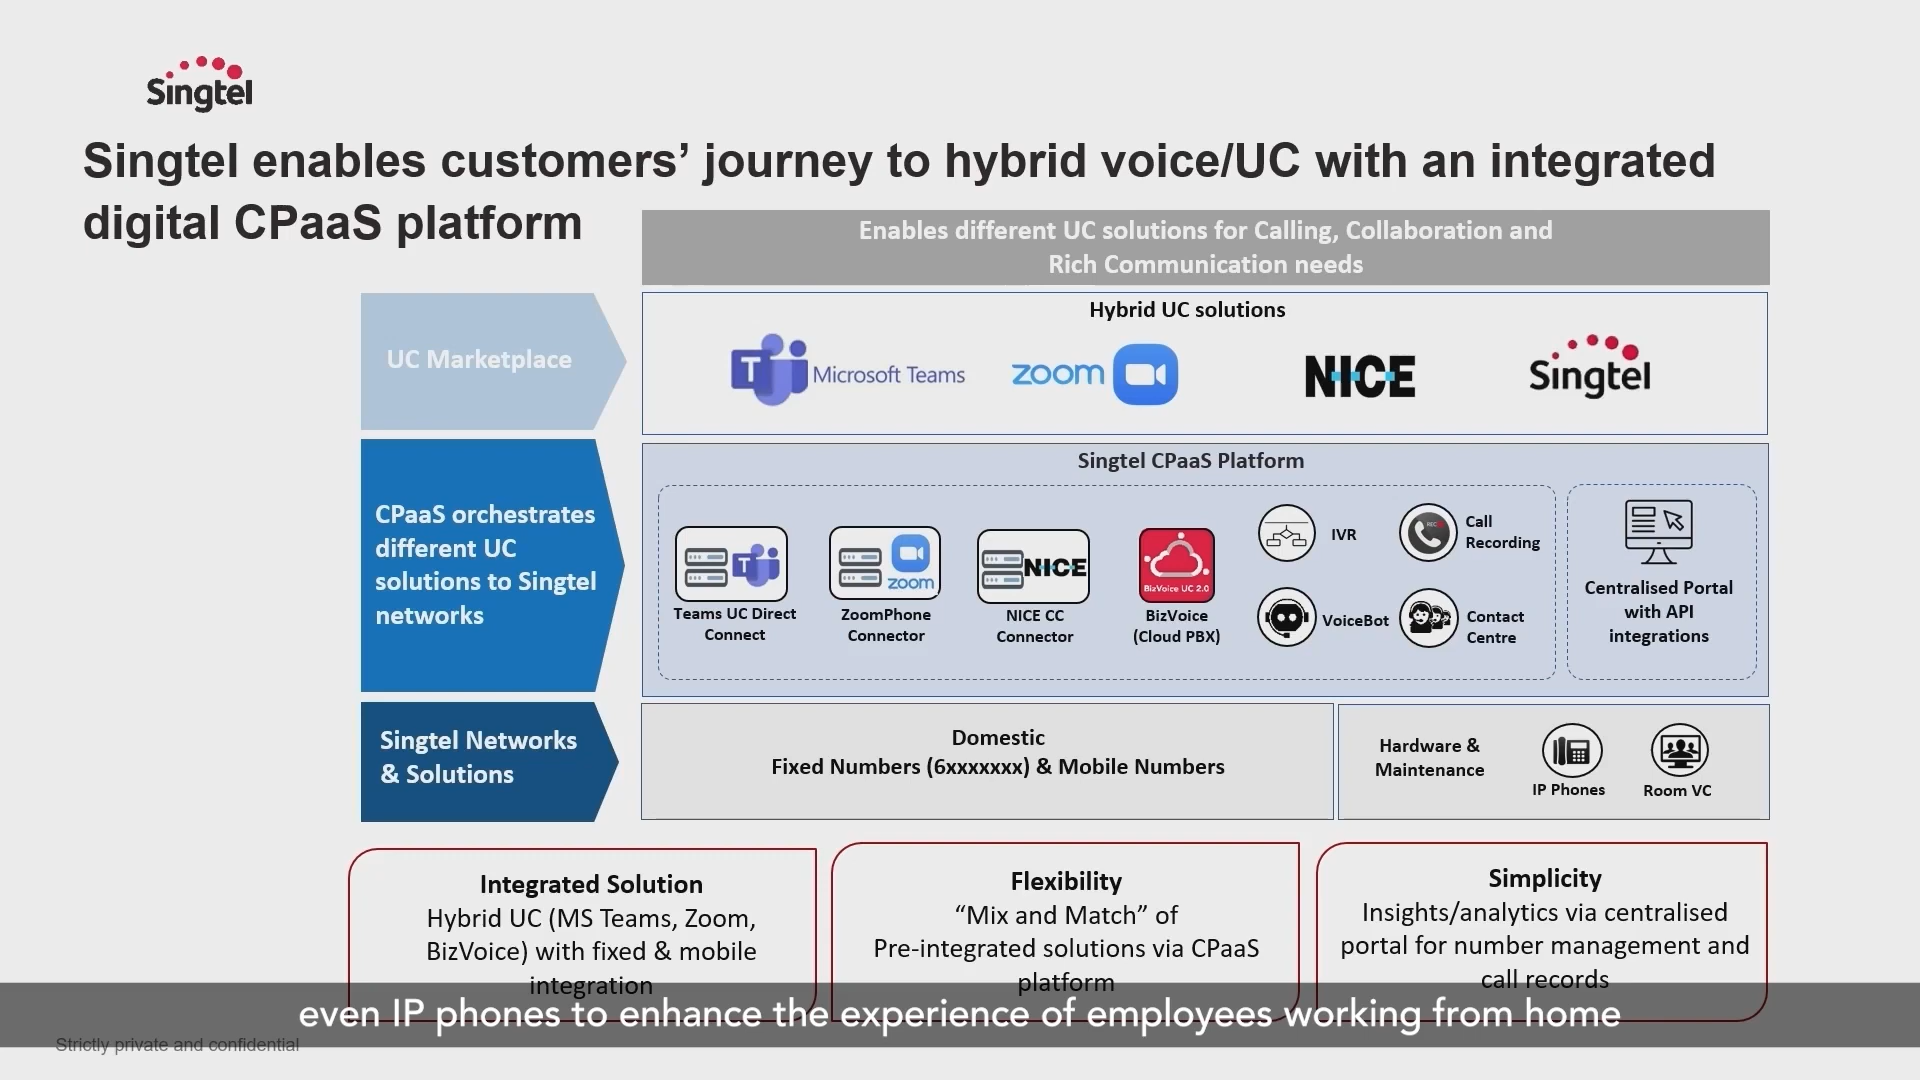 Singtel
Singtel enables customers’ journey to hybrid voice/UC with an integrated
digital CPaaS platform
Enables different UC solutions for Calling, Collaboration and
Rich Communication needs
UC Marketplace
Hybrid UC solutions
T Microsoft Teams
zoom
NICE
Singtel
CPaaS orchestrates
different UC
solutions to Singtel
networks
Singtel CPaaS Platform
T
Teams UC Direct
Connect
zoom
ZoomPhone
Connector
NICE
NICE CC
Connector
BizVoice UC 2.0
BizVoice
(Cloud PBX)
IVR
REC
Call
Recording
VoiceBot
Contact
Centre
Centralised Portal
with API
integrations
Singtel Networks
& Solutions
Domestic
Fixed Numbers (6xxxxxxx) & Mobile Numbers
Hardware &
Maintenance
IP Phones
Room VC
Integrated Solution
Hybrid UC (MS Teams, Zoom,
BizVoice) with fixed & mobile
integration
Flexibility
“Mix and Match” of
Pre-integrated solutions via CPaaS
platform
Simplicity
Insights/analytics via centralised
portal for number management and
call records
even IP phones to enhance the experience of employees working from home
Strictly private and confidential